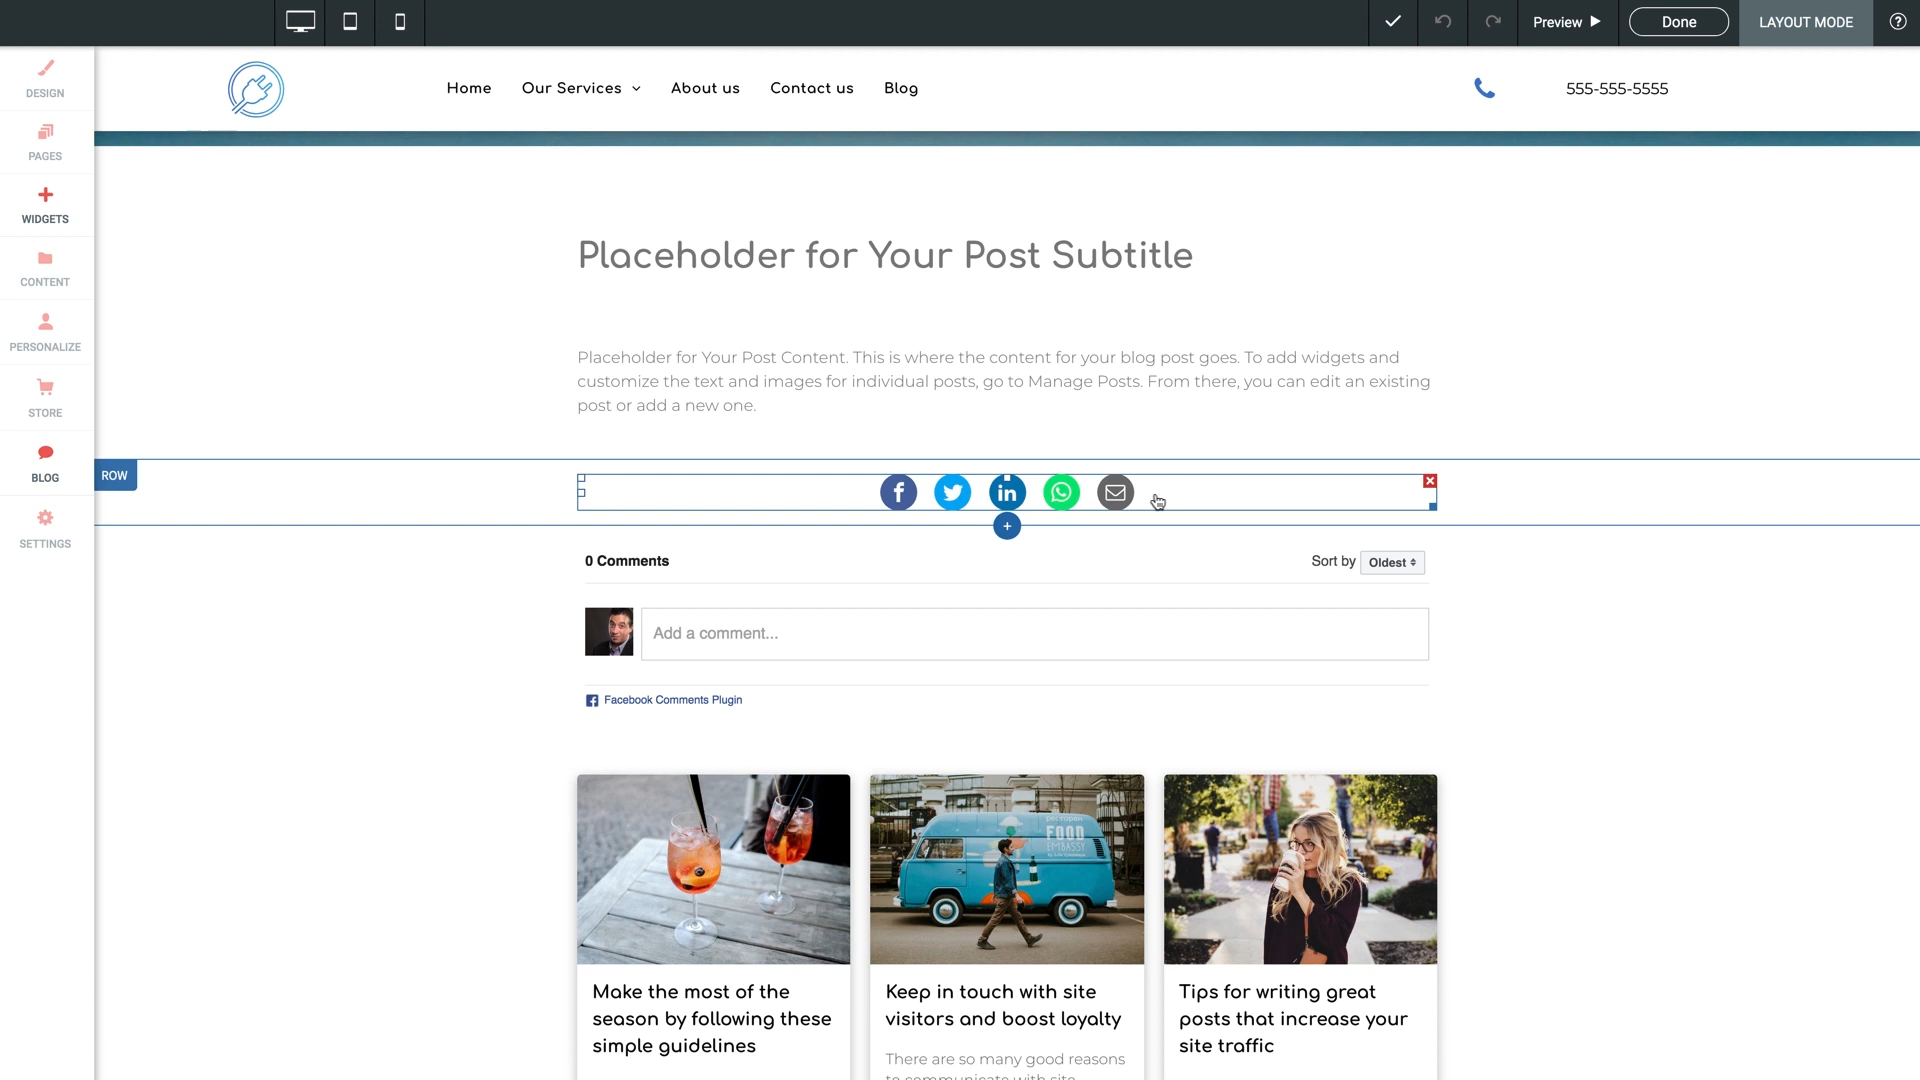 Preview
Done
LAYOUT MODE
DESIGN
PAGES
WIDGETS
CONTENT
PERSONALIZE
STORE
BLOG
SETTINGS
Home
Our Services
About us
Contact us
Blog
555-555-5555
Placeholder for Your Post Subtitle
Placeholder for Your Post Content. This is where the content for your blog post goes. To add widgets and
customize the text and images for individual posts, go to Manage Posts. From there, you can edit an existing
post or add a new one.
ROW
0 Comments
Sort by
Oldest
Add a comment...
Facebook Comments Plugin
FOOD
EMBASSY
Make the most of the
season by following these
simple guidelines
Keep in touch with site
visitors and boost loyalty
There are so many good reasons
to communicate with site
Tips for writing great
posts that increase your
site traffic